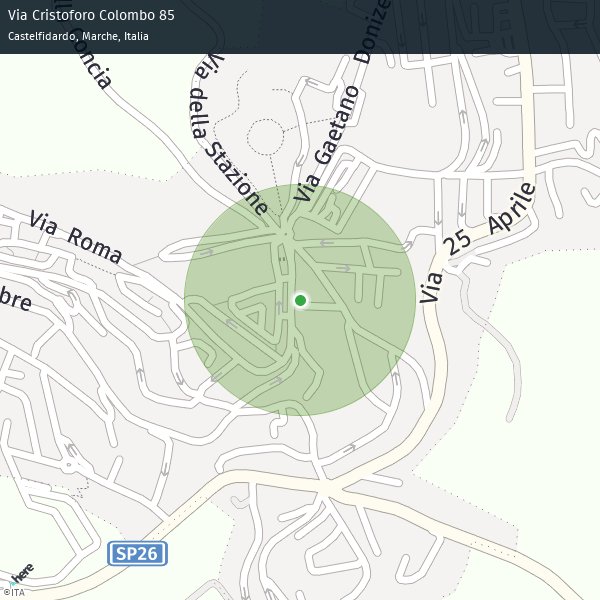 Via Cristoforo Colombo 85
Castelfidardo, Marche, Italia
Concia
Via della Stazione
Via Gaetano Donize
Via Roma
Via 25 Aprile
bre
SP26
here
©ITA